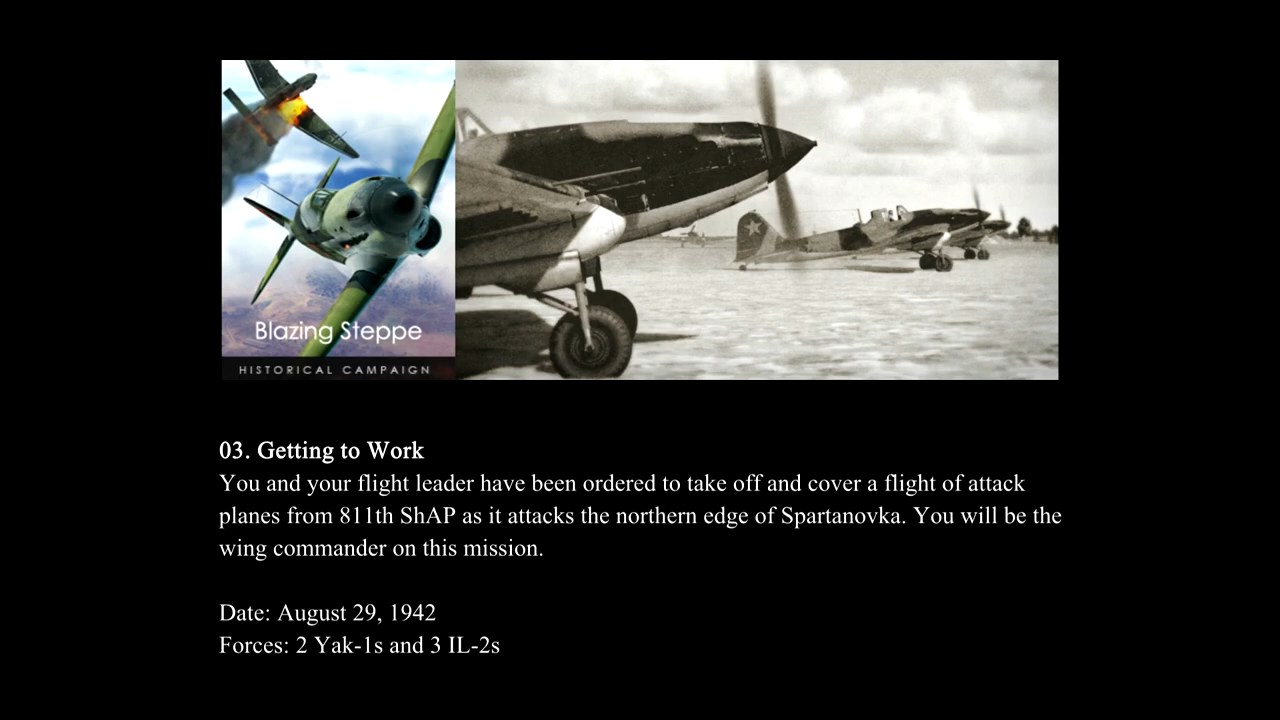 Blazing Steppe
HISTORICAL CAMPAIGN
03. Getting to Work
You and your flight leader have been ordered to take off and cover a flight of attack
planes from 811th ShAP as it attacks the northern edge of Spartanovka. You will be the
wing commander on this mission.
Date: August 29, 1942
Forces: 2 Yak-1s and 3 IL-2s